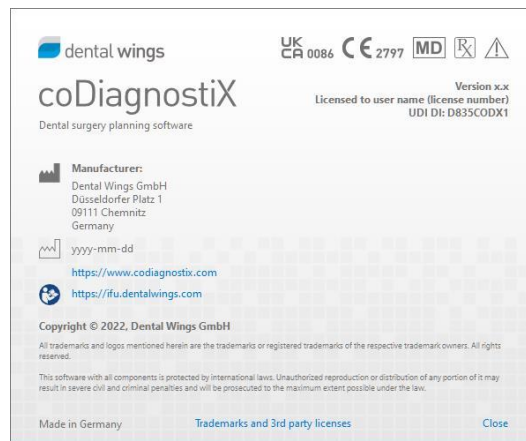 dental wings
UK CA 0086 CE 2797 MD Rx
coDiagnostiX
Version x.x
Licensed to user name (license number)
UDI DI: D835CODX1
Dental surgery planning software
Manufacturer:
Dental Wings GmbH
Düsseldorfer Platz 1
09111 Chemnitz
Germany
yyyy-mm-dd
https://www.codiagnostix.com
https://ifu.dentalwings.com
Copyright © 2022, Dental Wings GmbH
All trademarks and logos mentioned herein are the trademarks or registered trademarks of the respective trademark owners. All rights
reserved.
This software with all components is protected by international laws. Unauthorized reproduction or distribution of any portion of it may
result in severe civil and criminal penalties and will be prosecuted to the maximum extent possible under the law.
Made in Germany
Trademarks and 3rd party licenses
Close